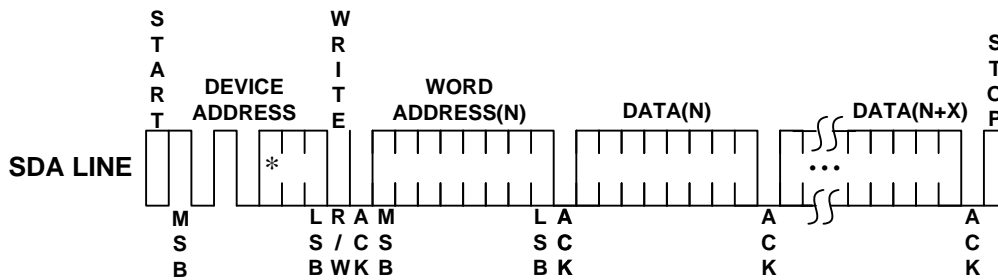 START
WRITE
STOP
DEVICE
ADDRESS
WORD
ADDRESS(N)
DATA(N)
DATA(N+X)
SDA LINE
*
...
MSB
LSB
R/W
ACK
MSB
LSB
ACK
ACK
ACK